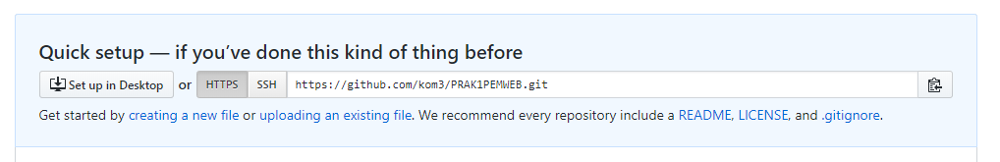 Quick setup — if you’ve done this kind of thing before
Set up in Desktop or HTTPS SSH https://github.com/kom3/PRAK1PEMWEB.git
Get started by creating a new file or uploading an existing file. We recommend every repository include a README, LICENSE, and .gitignore.